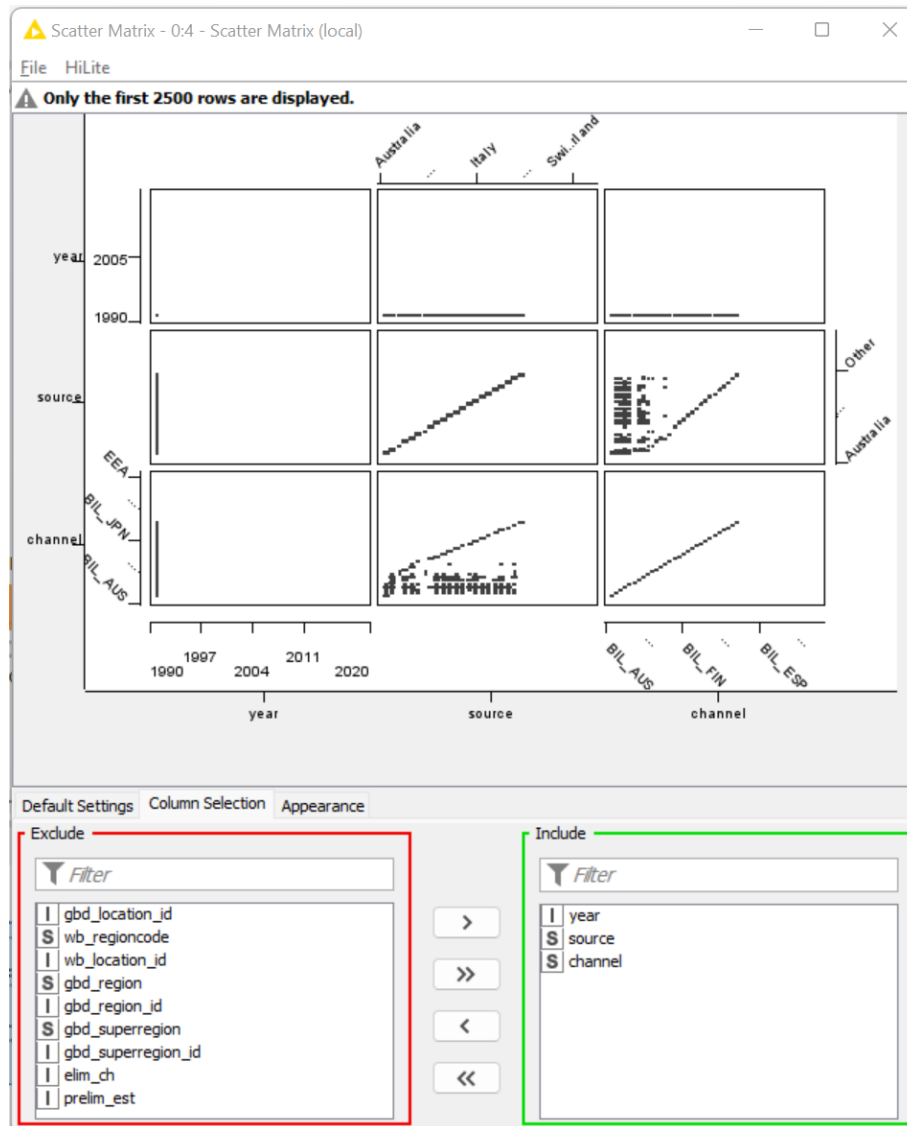 Scatter Matrix - 0:4 - Scatter Matrix (local)
File HiLite
Only the first 2500 rows are displayed.
Australia ... Italy ... Swi..rland
year
2005
1990
source
Other
...
Australia
channel
EEA
...
BIL_JPN
...
BIL_AUS
1990 1997 2004 2011 2020
BIL_AUS ... BIL_FIN ... BIL_ESP ...
year source channel
Default Settings Column Selection Appearance
Exclude
Filter
I gbd_location_id
S wb_regioncode
I wb_location_id
S gbd_region
I gbd_region_id
S gbd_superregion
I gbd_superregion_id
I elim_ch
I prelim_est
>
>>
<
<<
Include
Filter
I year
S source
S channel